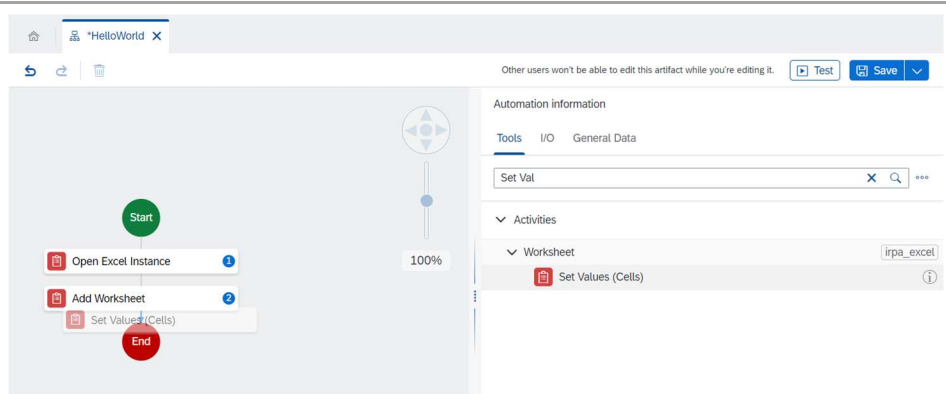 *HelloWorld
Other users won't be able to edit this artifact while you're editing it.
Test
Save
Automation information
Tools I/O General Data
Set Val
Activities
Worksheet
irpa_excel
Set Values (Cells)
100%
Start
Open Excel Instance 1
Add Worksheet 2
Set Values (Cells)
End